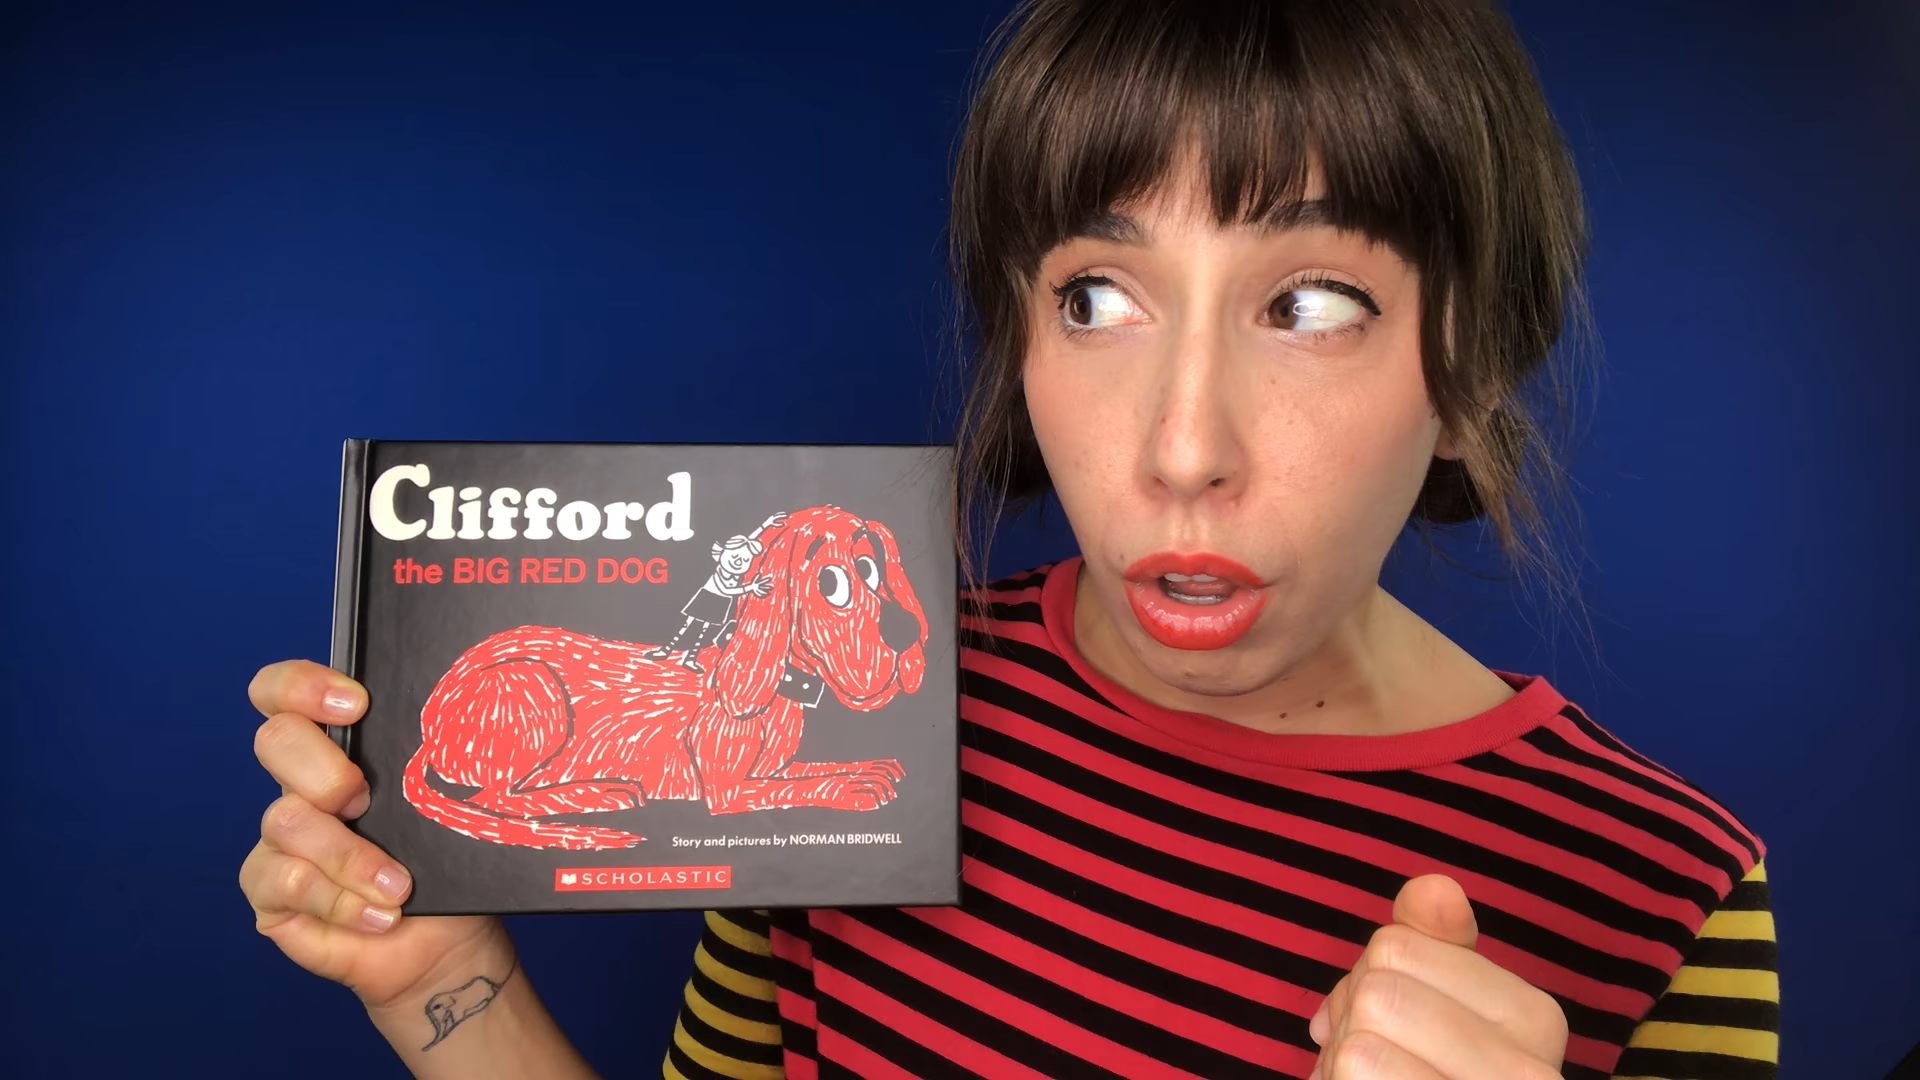 Clifford
the BIG RED DOG
Story and pictures by NORMAN BRIDWELL
SCHOLASTIC